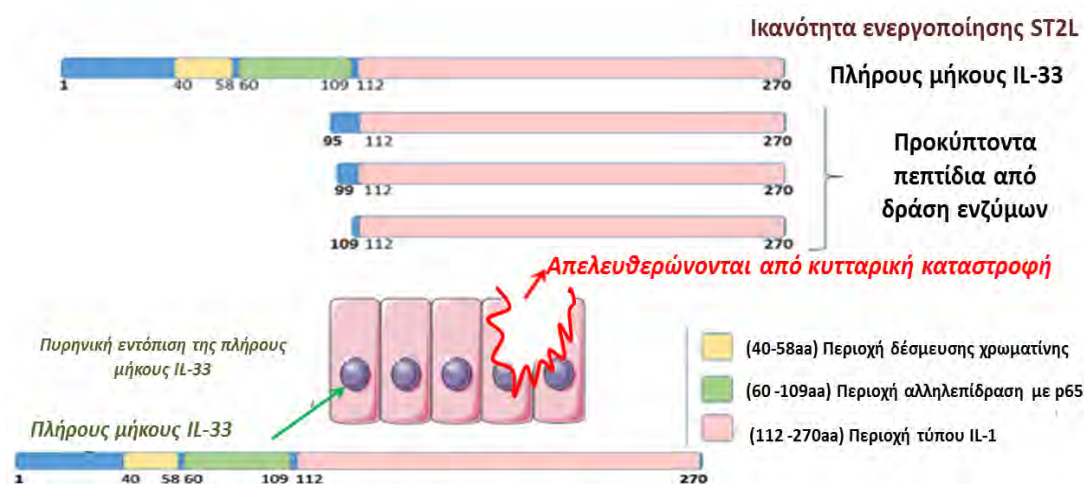 Ικανότητα ενεργοποίησης ST2L
Πλήρους μήκους IL-33
1 40 58 60 109 112 270
95 112 270
99 112 270
109 112 270
Προκύπτοντα
πεπτίδια από
δράση ενζύμων
Απελευθερώνονται από κυτταρική καταστροφή
Πυρηνική εντόπιση της πλήρους
μήκους IL-33
Πλήρους μήκους IL-33
1 40 58 60 109 112 270
(40-58aa) Περιοχή δέσμευσης χρωματίνης
(60 -109aa) Περιοχή αλληλεπίδραση με p65
(112 -270aa) Περιοχή τύπου IL-1